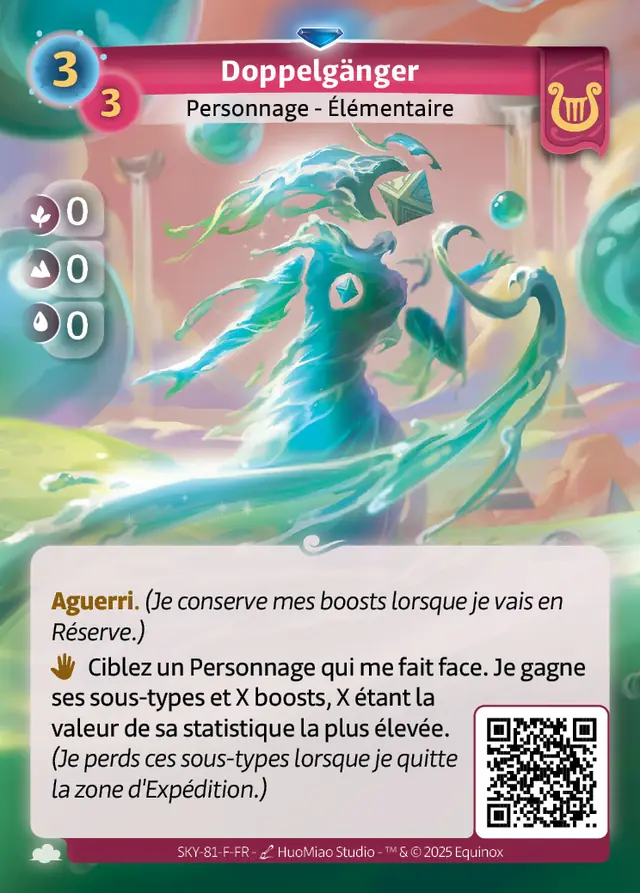 3
3
Doppelgänger
Personnage - Élémentaire
0
0
0
Aguerri. (Je conserve mes boosts lorsque je vais en
Réserve.)
Ciblez un Personnage qui me fait face. Je gagne
ses sous-types et X boosts, X étant la
valeur de sa statistique la plus élevée.
(Je perds ces sous-types lorsque je quitte
la zone d'Expédition.)
SKY-81-F-FR - HuoMiao Studio - ™ & © 2025 Equinox